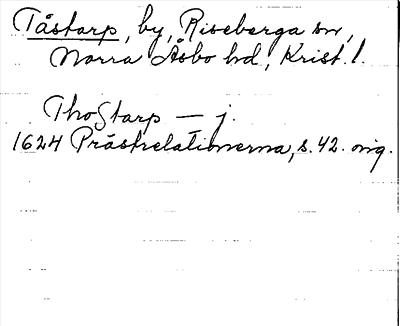 Tåstarp, by, Riseberga sn,
Norra Åsbo hd, Krist. l.
Thostarp — j.
1624 Prästrelationerna, s. 42. orig.